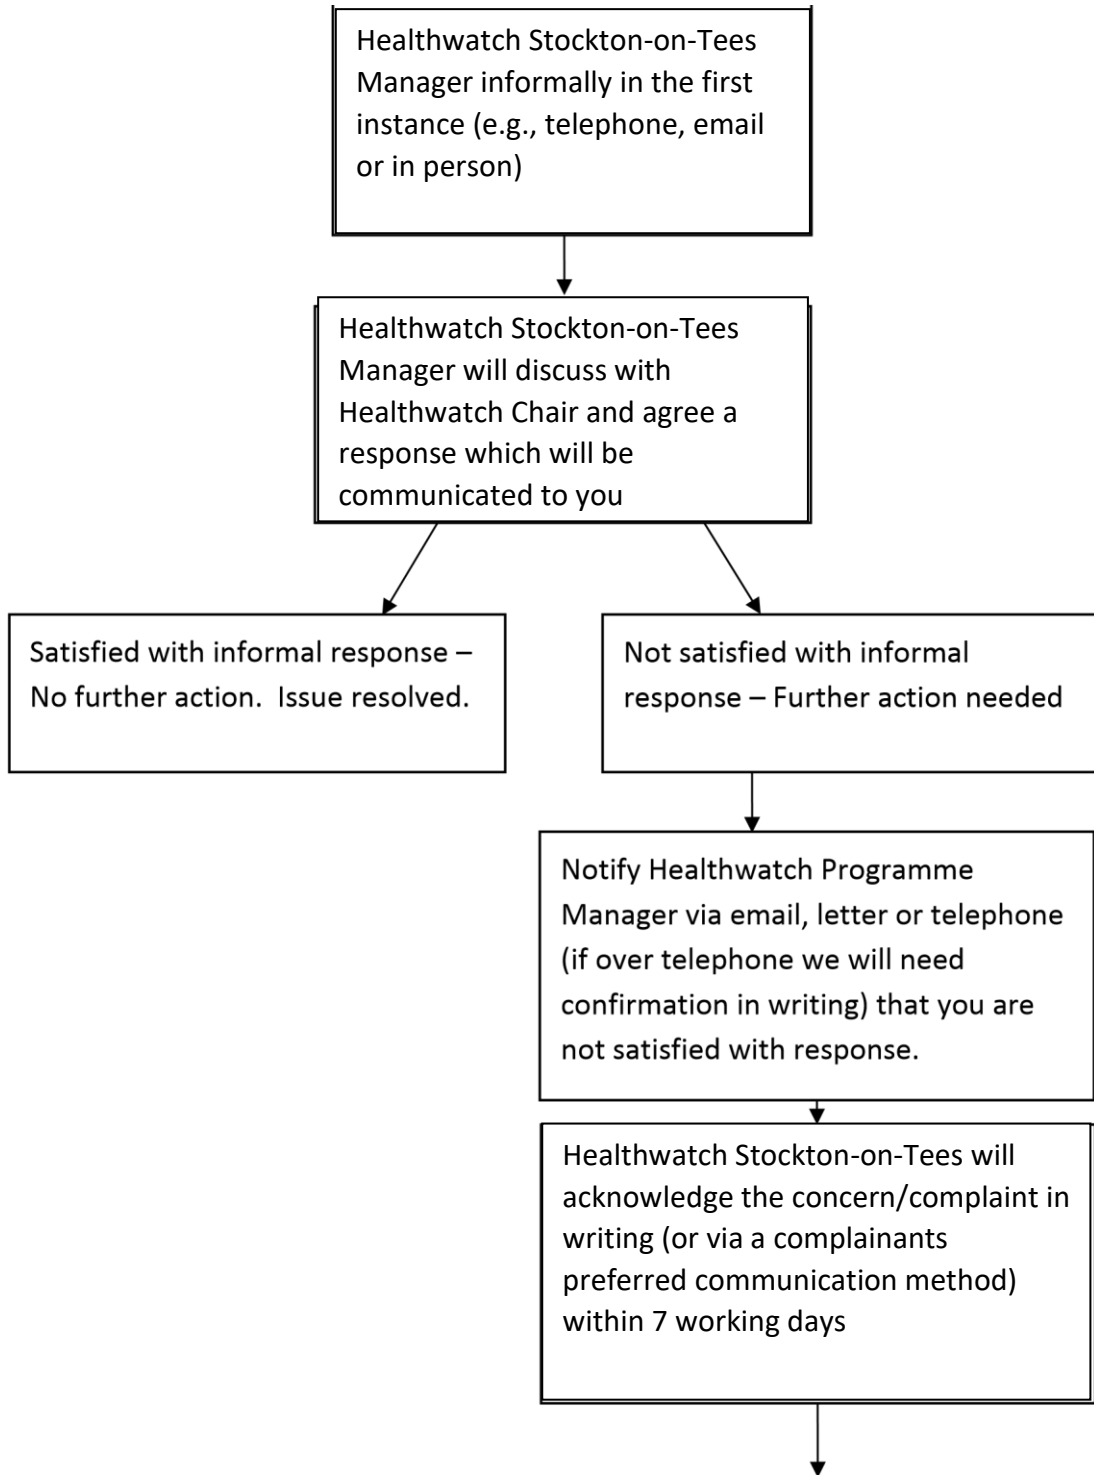 Healthwatch Stockton-on-Tees
Manager informally in the first
instance (e.g., telephone, email
or in person)
Healthwatch Stockton-on-Tees
Manager will discuss with
Healthwatch Chair and agree a
response which will be
communicated to you
Satisfied with informal response –
No further action.  Issue resolved.
Not satisfied with informal
response – Further action needed
Notify Healthwatch Programme
Manager via email, letter or telephone
(if over telephone we will need
confirmation in writing) that you are
not satisfied with response.
Healthwatch Stockton-on-Tees will
acknowledge the concern/complaint in
writing (or via a complainants
preferred communication method)
within 7 working days